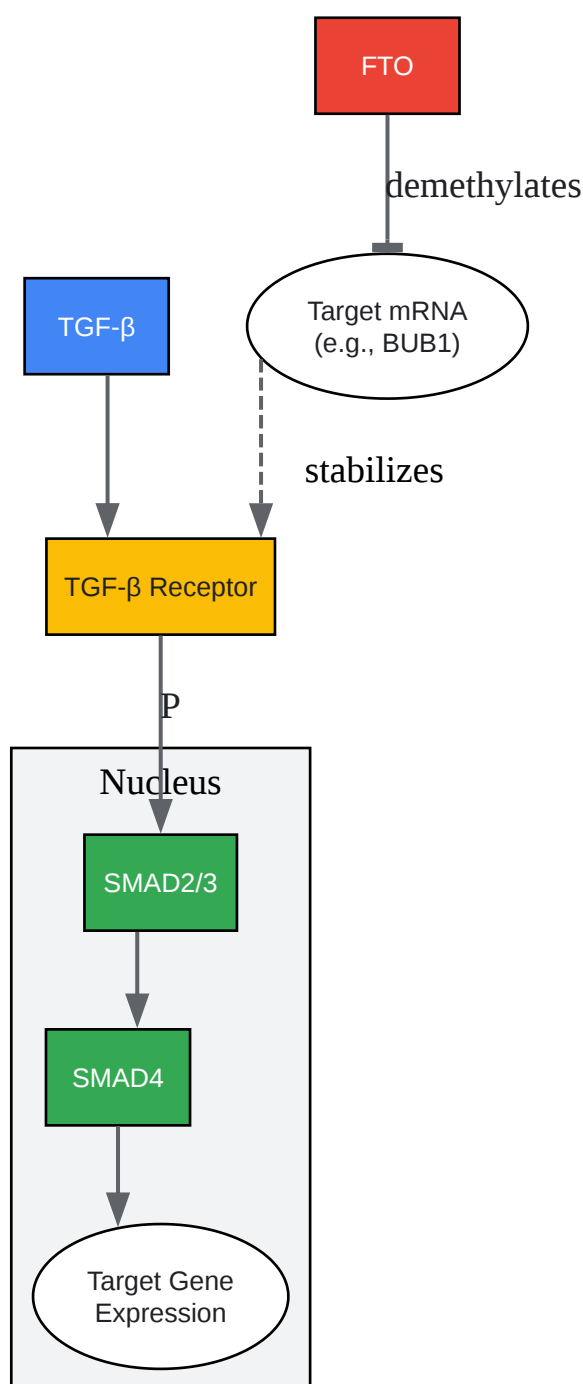 FTO
demethylates
Target mRNA
(e.g., BUB1)
TGF-β
stabilizes
TGF-β Receptor
P
Nucleus
SMAD2/3
SMAD4
Target Gene
Expression